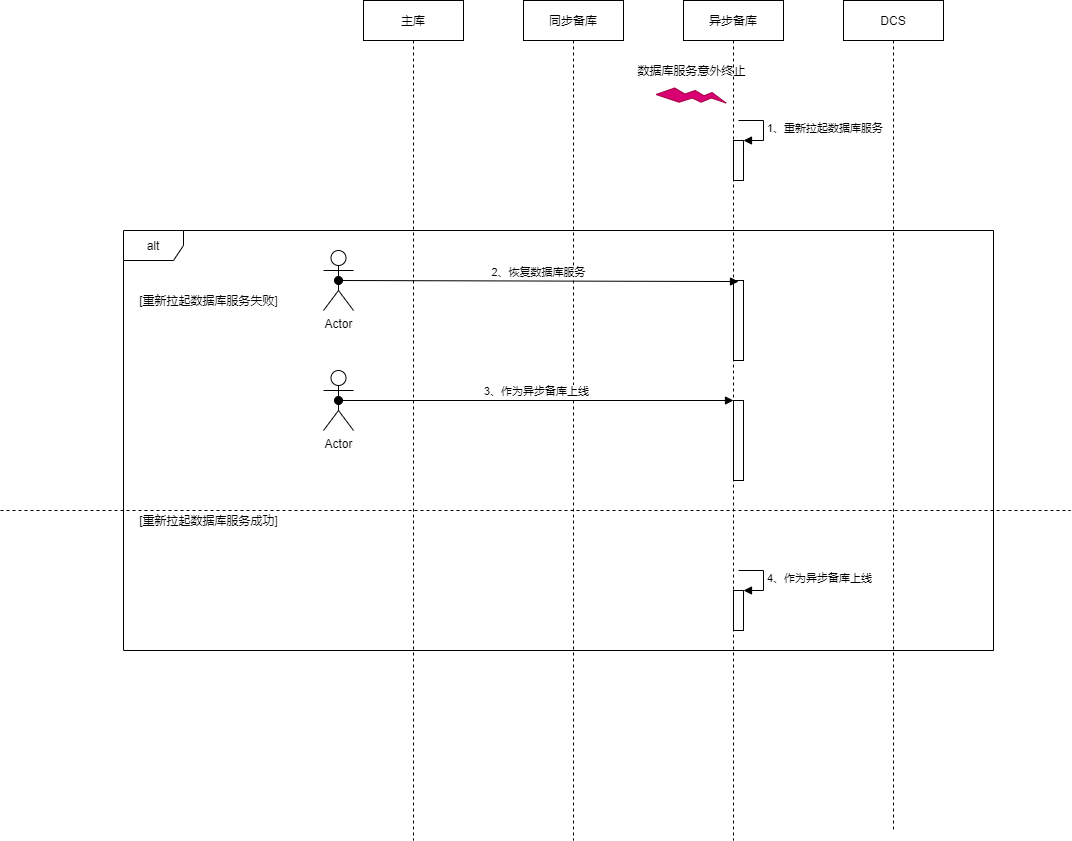 主库
同步备库
异步备库
DCS
数据库服务意外终止
1、重新拉起数据库服务
alt
2、恢复数据库服务
[重新拉起数据库服务失败]
Actor
3、作为异步备库上线
Actor
[重新拉起数据库服务成功]
4、作为异步备库上线